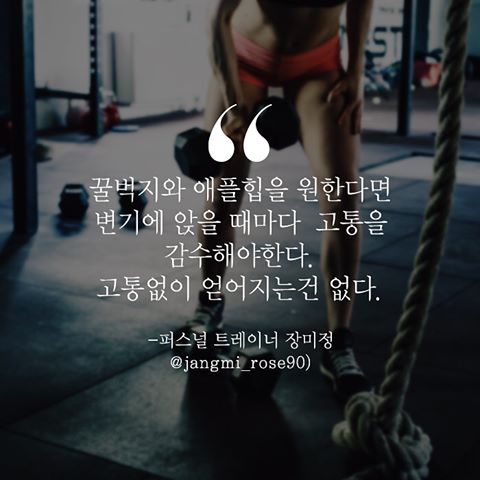 “
꿀벅지와 애플힙을 원한다면
변기에 앉을 때마다 고통을
감수해야한다.
고통없이 얻어지는건 없다.
-퍼스널 트레이너 장미정
@jangmi_rose90)